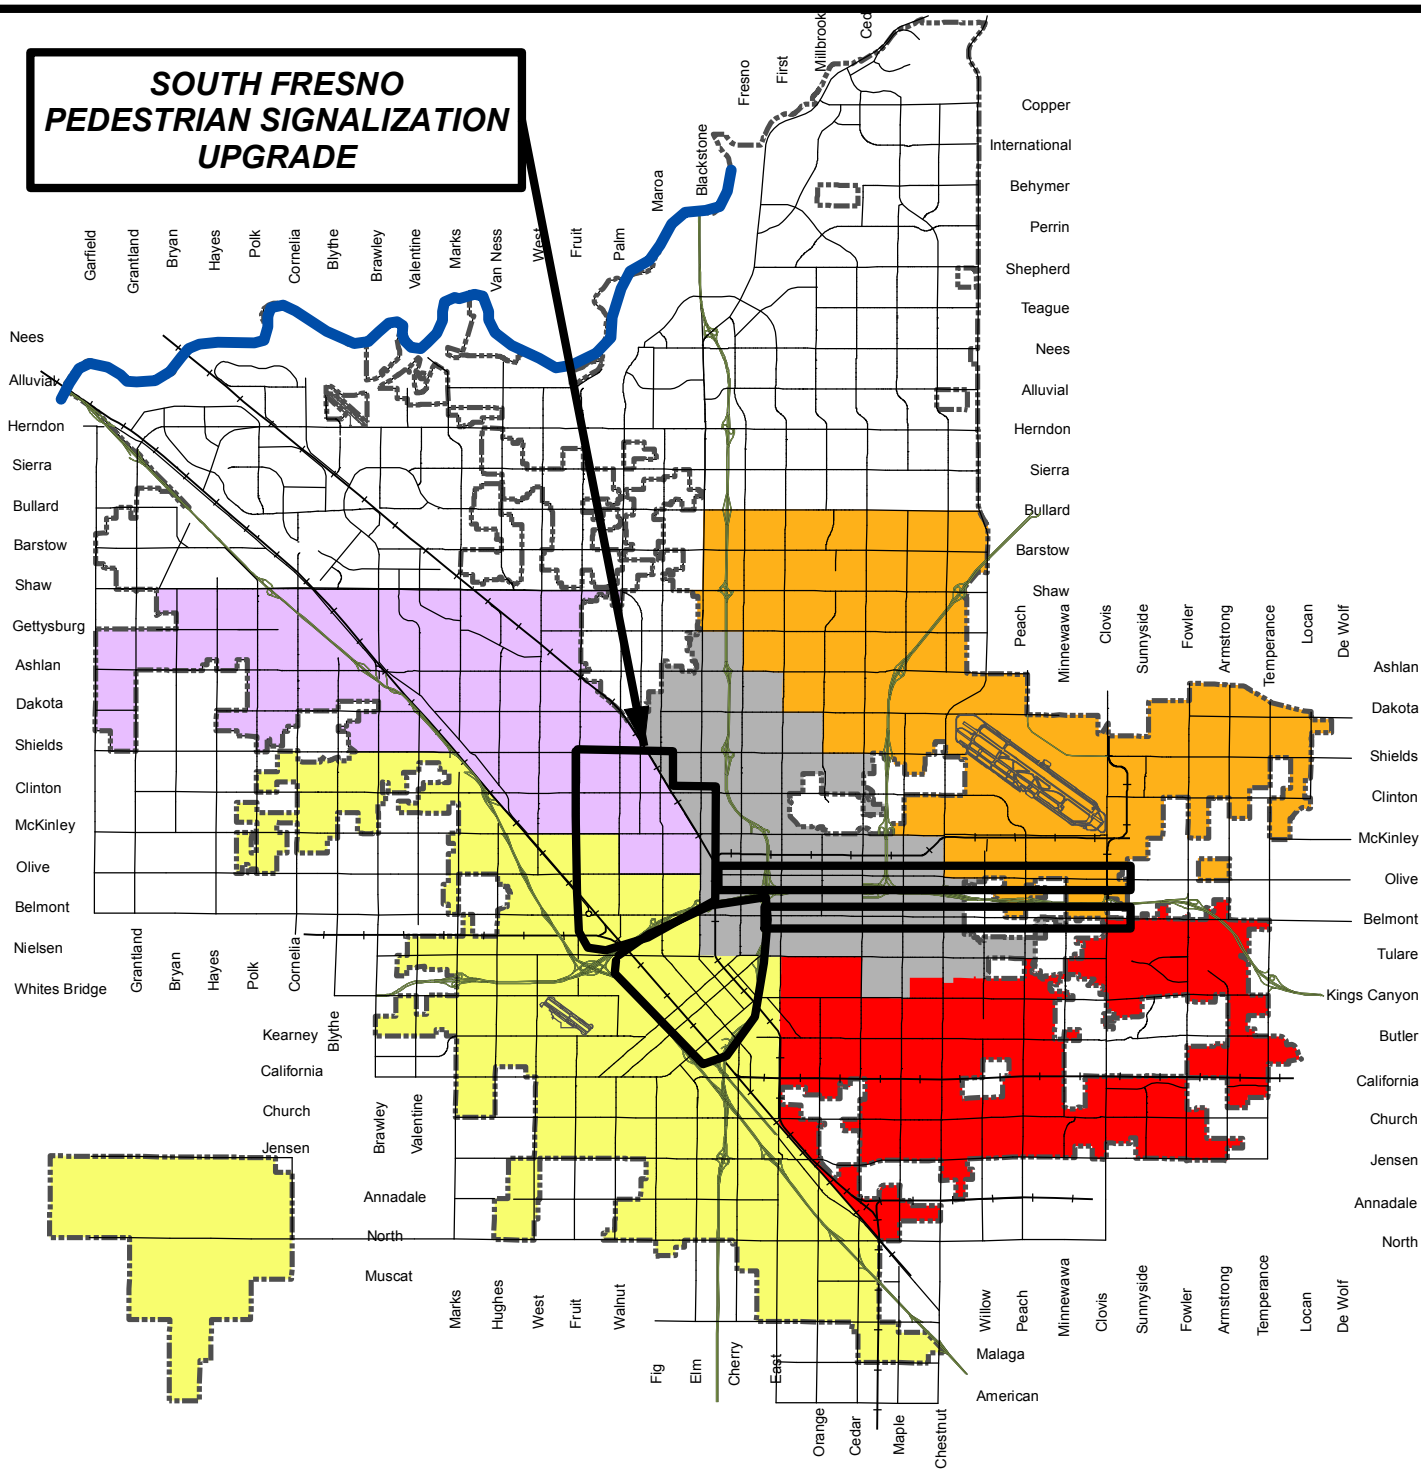 SOUTH FRESNO
PEDESTRIAN SIGNALIZATION
UPGRADE
Garfield
Grantland
Bryan
Hayes
Polk
Cornelia
Blythe
Brawley
Valentine
Marks
Van Ness
West
Fruit
Palm
Maroa
Blackstone
Fresno
First
Millbrook
Ced
Copper
International
Behymer
Perrin
Shepherd
Teague
Nees
Alluvial
Herndon
Sierra
Bullard
Barstow
Shaw
Nees
Alluvial
Herndon
Sierra
Bullard
Barstow
Shaw
Gettysburg
Ashlan
Dakota
Shields
Clinton
McKinley
Olive
Belmont
Nielsen
Whites Bridge
Peach
Minnewawa
Clovis
Sunnyside
Fowler
Armstrong
Temperance
Locan
De Wolf
Ashlan
Dakota
Shields
Clinton
McKinley
Olive
Belmont
Tulare
Kings Canyon
Butler
California
Church
Jensen
Annadale
North
Grantland
Bryan
Hayes
Polk
Cornelia
Blythe
Kearney
California
Church
Jensen
Brawley
Valentine
Annadale
North
Muscat
Marks
Hughes
West
Fruit
Walnut
Fig
Elm
Cherry
East
Orange
Cedar
Maple
Chestnut
Willow
Peach
Minnewawa
Clovis
Sunnyside
Fowler
Armstrong
Temperance
Locan
De Wolf
Malaga
American